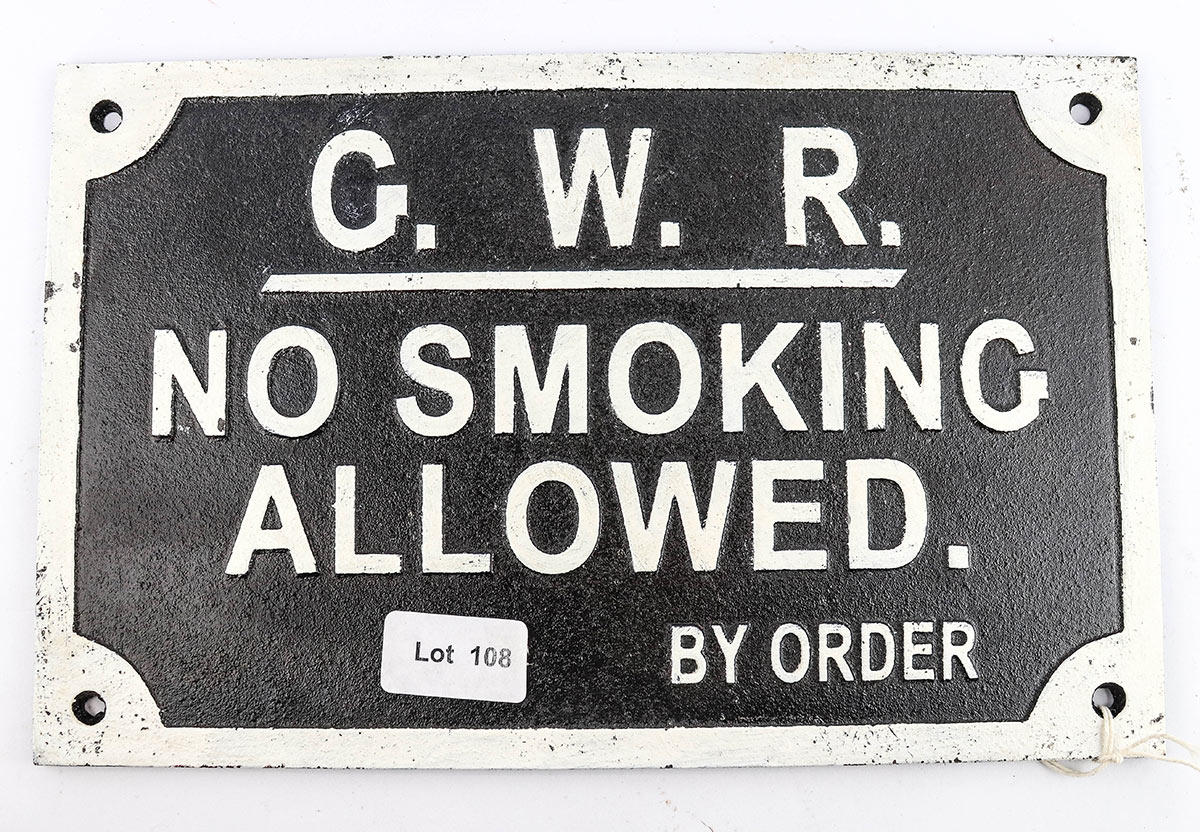 G. W. R.
NO SMOKING
ALLOWED.
Lot 108
BY ORDER